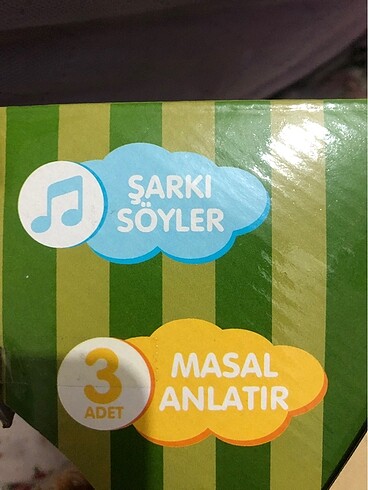 ŞARKI
SÖYLER
3
ADET
MASAL
ANLATIR